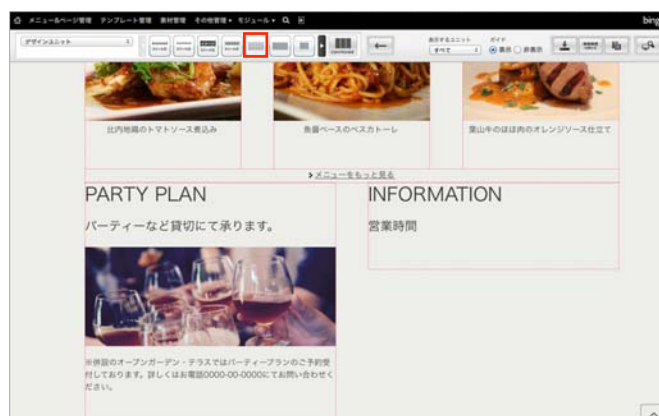 メニュー&ページ管理 テンプレート管理 素材管理 その他管理 モジュール
bing
デザインユニット
表示するユニット
すべて
ガイド
表示 非表示
比内地鶏のトマトソース煮込み
魚醤ベースのペスカトーレ
葉山牛のほほ肉のオレンジソース仕立て
メニューをもっと見る
PARTY PLAN
INFORMATION
パーティーなど貸切にて承ります。
営業時間
※併設のオープンガーデン・テラスではパーティープランのご予約受
付しております。詳しくはお電話0000-00-0000にてお問い合わせく
ださい。